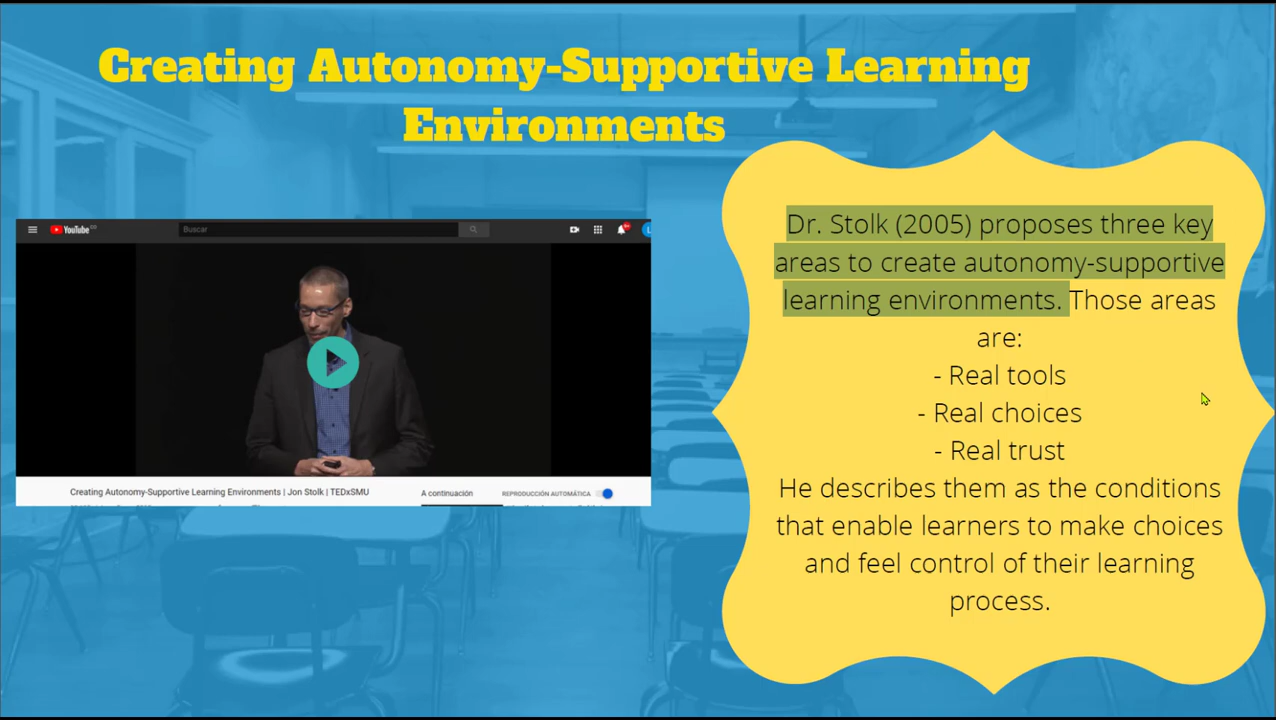 Creating Autonomy-Supportive Learning
Environments
YouTube CO
Buscar
9+
L
Creating Autonomy-Supportive Learning Environments | Jon Stolk | TEDxSMU
A continuación
REPRODUCCIÓN AUTOMÁTICA
Dr. Stolk (2005) proposes three key
areas to create autonomy-supportive
learning environments. Those areas
are:
- Real tools
- Real choices
- Real trust
He describes them as the conditions
that enable learners to make choices
and feel control of their learning
process.